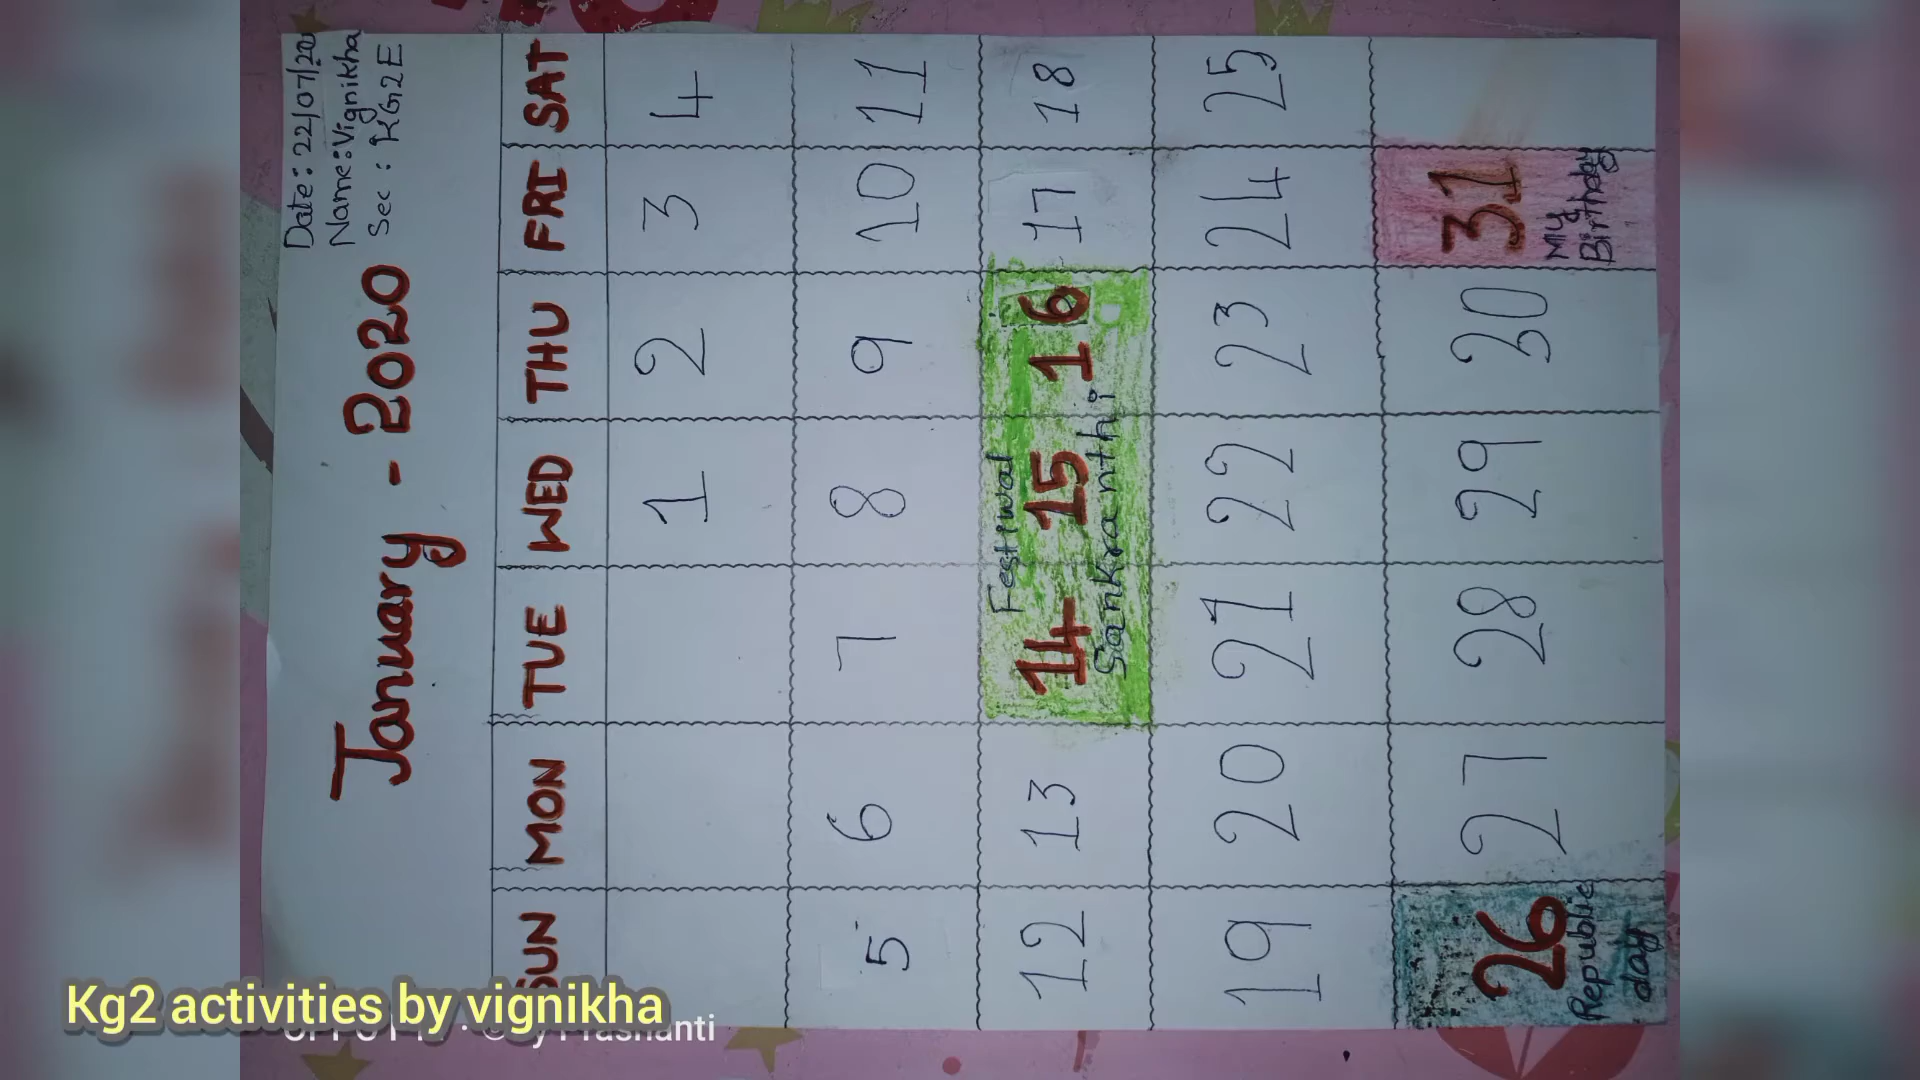 Date: 22/07/20
Name: Vignikha
Sec : KG2E
January - 2020
SUN MON TUE WED THU FRI SAT
1 2 3 4
5 6 7 8 9 10 11
Festiwal
12 13 14 15 16 17 18
Sankranthi
19 20 21 22 23 24 25
26 27 28 29 30 31
Republic
day
My
Birthday
Kg2 activities by vignikha